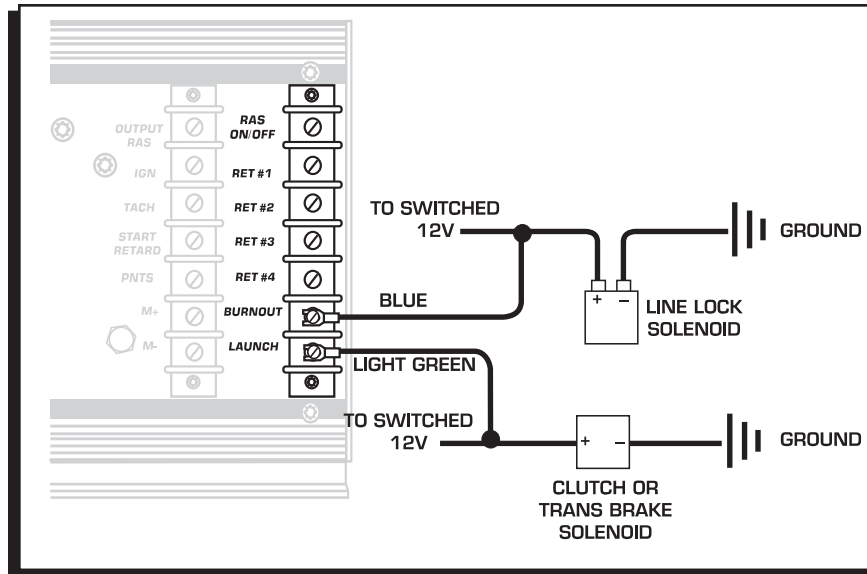 OUTPUT
RAS
IGN
TACH
START
RETARD
PNTS
M+
M-
RAS
ON/OFF
RET #1
RET #2
RET #3
RET #4
BURNOUT
LAUNCH
BLUE
LIGHT GREEN
TO SWITCHED
12V
+ −
LINE LOCK
SOLENOID
GROUND
TO SWITCHED
12V
+ −
GROUND
CLUTCH OR
TRANS BRAKE
SOLENOID